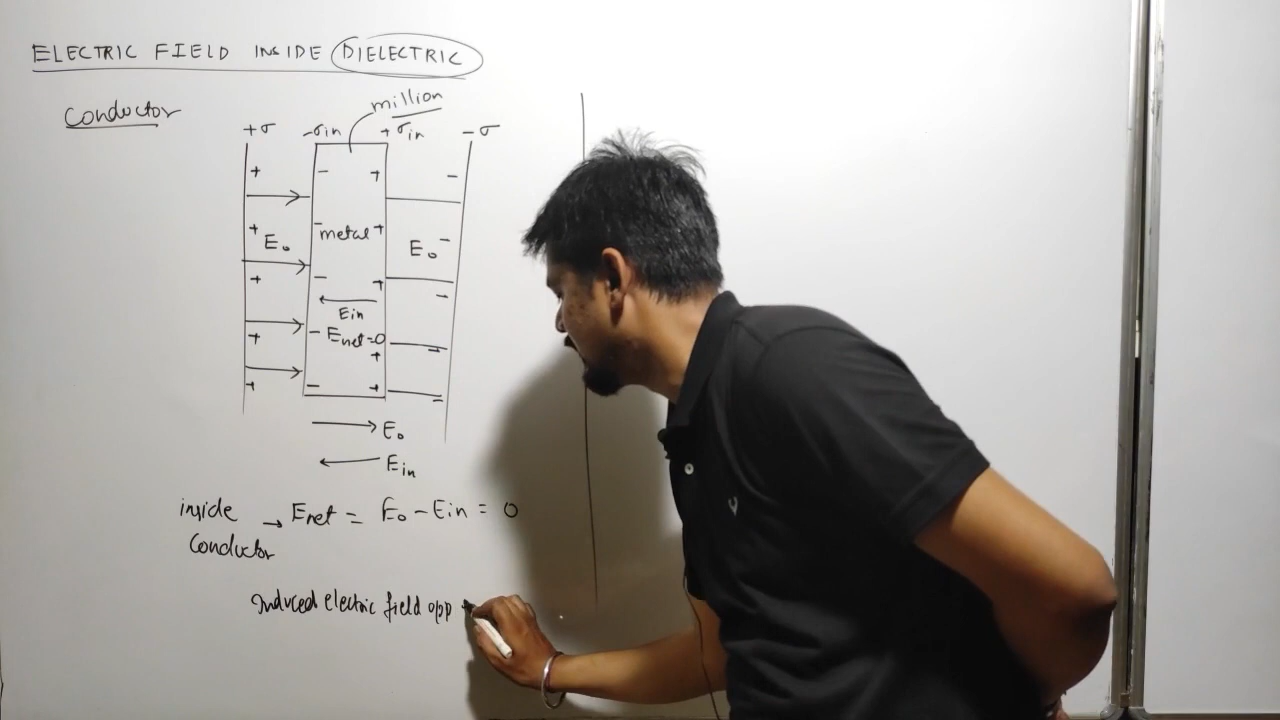 ELECTRIC FIELD INSIDE DIELECTRIC
Conductor
million
+σ -σin +σin -σ
+ - + -
+ - metal + -
E₀ E₀
+ - + -
Ein
+ - Enet=0 + -
+ - + -
E₀
Ein
inside → Enet = E₀ - Ein = 0
Conductor
Induced electric field opp